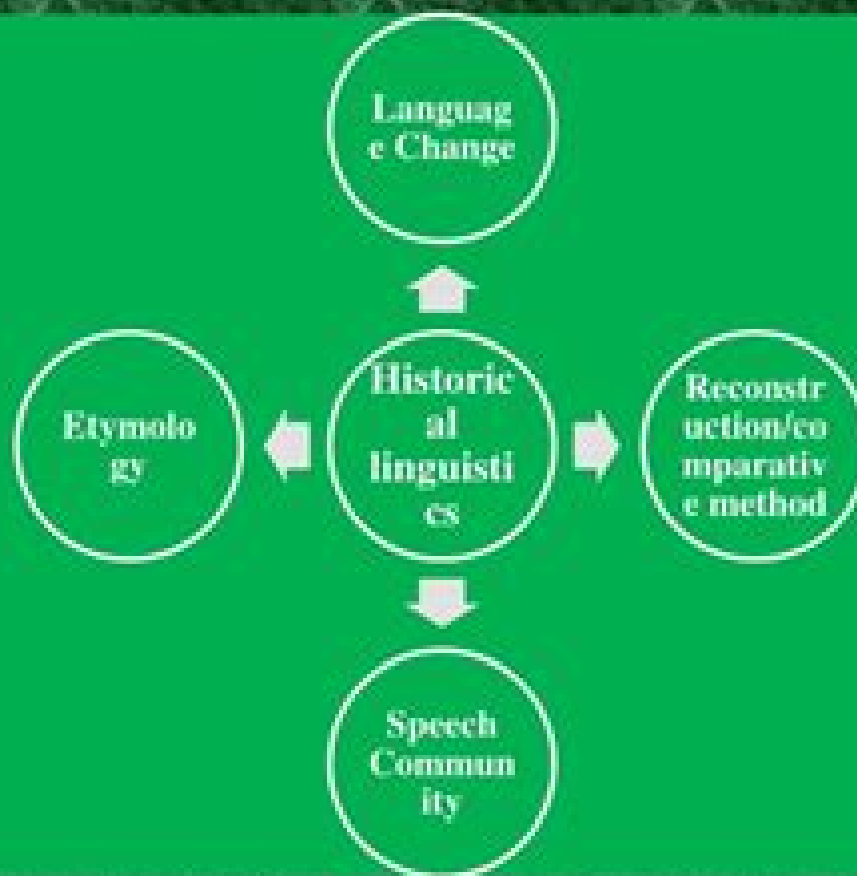 Languag
e Change
Etymolo
gy
Historic
al
linguisti
cs
Reconstr
uction/co
mparativ
e method
Speech
Commun
ity